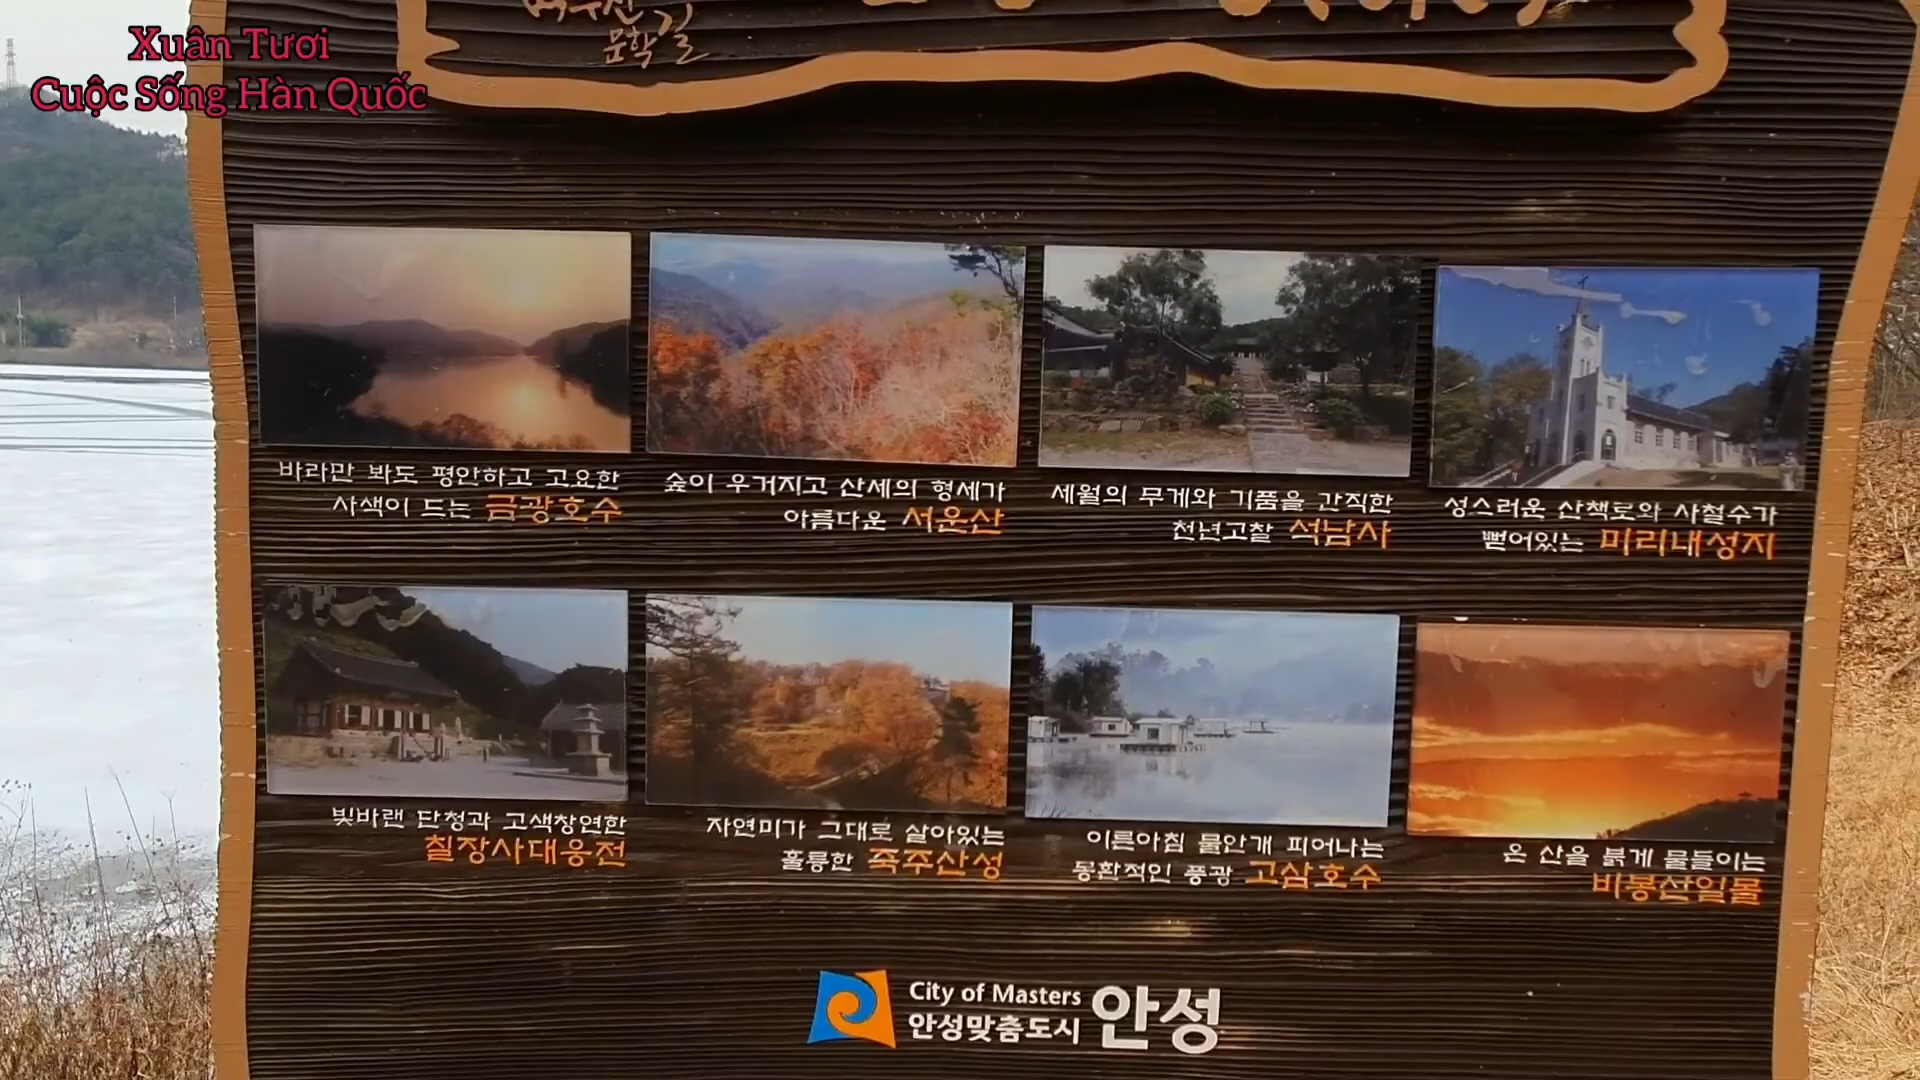 Xuân Tươi
Cuộc Sống Hàn Quốc
문학길
바라만 봐도 평안하고 고요한
사색이 드는 금광호수
숲이 우거지고 산세의 형세가
아름다운 서운산
세월의 무게와 기품을 간직한
천년고찰 석남사
성스러운 산책로와 사철수가
뻗어있는 미리내성지
빛바랜 단청과 고색창연한
칠장사대웅전
자연미가 그대로 살아있는
훌륭한 죽주산성
이른아침 물안개 피어나는
몽환적인 풍광 고삼호수
온 산을 붉게 물들이는
비봉산일몰
City of Masters
안성맞춤도시 안성